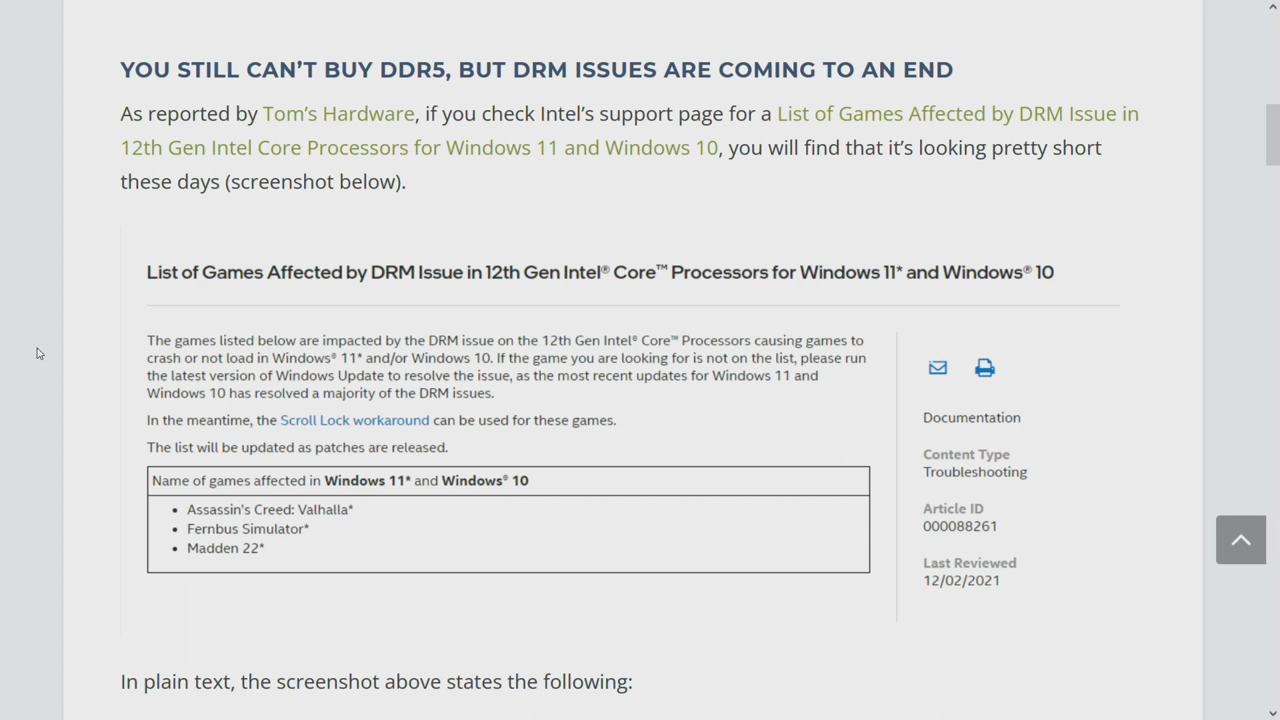 YOU STILL CAN’T BUY DDR5, BUT DRM ISSUES ARE COMING TO AN END
As reported by Tom’s Hardware, if you check Intel’s support page for a List of Games Affected by DRM Issue in
12th Gen Intel Core Processors for Windows 11 and Windows 10, you will find that it’s looking pretty short
these days (screenshot below).
List of Games Affected by DRM Issue in 12th Gen Intel® Core™ Processors for Windows 11* and Windows® 10
The games listed below are impacted by the DRM issue on the 12th Gen Intel® Core™ Processors causing games to
crash or not load in Windows® 11* and/or Windows 10. If the game you are looking for is not on the list, please run
the latest version of Windows Update to resolve the issue, as the most recent updates for Windows 11 and
Windows 10 has resolved a majority of the DRM issues.
In the meantime, the Scroll Lock workaround can be used for these games.
The list will be updated as patches are released.
Name of games affected in Windows 11* and Windows® 10
• Assassin's Creed: Valhalla*
• Fernbus Simulator*
• Madden 22*
Documentation
Content Type
Troubleshooting
Article ID
000088261
Last Reviewed
12/02/2021
In plain text, the screenshot above states the following: